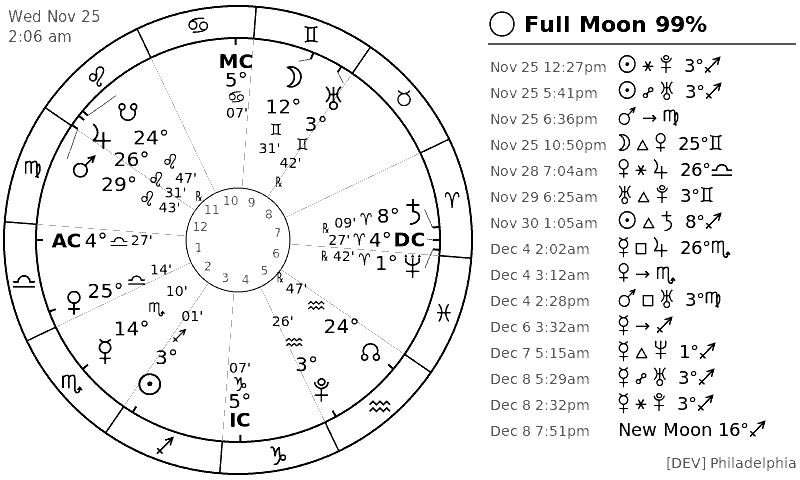 Wed Nov 25
2:06 am
Full Moon 99%
Nov 25 12:27pm ☉ ⚹ ♇ 3°♐
Nov 25 5:41pm ☉ ☍ ♅ 3°♐
Nov 25 6:36pm ♂ → ♍
Nov 25 10:50pm ☽ △ ♀ 25°♊
Nov 28 7:04am ♀ ⚹ ♃ 26°♎
Nov 29 6:25am ♅ △ ♇ 3°♊
Nov 30 1:05am ☉ △ ♄ 8°♐
Dec 4 2:02am ☿ □ ♃ 26°♏
Dec 4 3:12am ♀ → ♏
Dec 4 2:28pm ♂ □ ♅ 3°♍
Dec 6 3:32am ☿ → ♐
Dec 7 5:15am ☿ △ ♆ 1°♐
Dec 8 5:29am ☿ ☍ ♅ 3°♐
Dec 8 2:32pm ☿ ⚹ ♇ 3°♐
Dec 8 7:51pm New Moon 16°♐
[DEV] Philadelphia
MC
5°
♋
07'
☽ 12° ♊ 31'
♅ 3° ♊ 42' ℞
☋ 24° ♌ 47' ℞
♃ 26° ♌ 31'
♂ 29° ♌ 43'
AC 4° ♎ 27'
♀ 25° ♎ 14'
☿ 14° ♏ 10'
☉ 3° ♐ 01'
07'
♑
5°
IC
♇ 3° ♒ 26'
☊ 24° ♒ 47' ℞
℞ 09' ♈ 8° ♄
27' ♈ 4° DC
℞ 42' ♈ 1° ♆
1
2
3
4
5
6
7
8
9
10
11
12
♋
♊
♉
♈
♓
♒
♑
♐
♏
♎
♍
♌